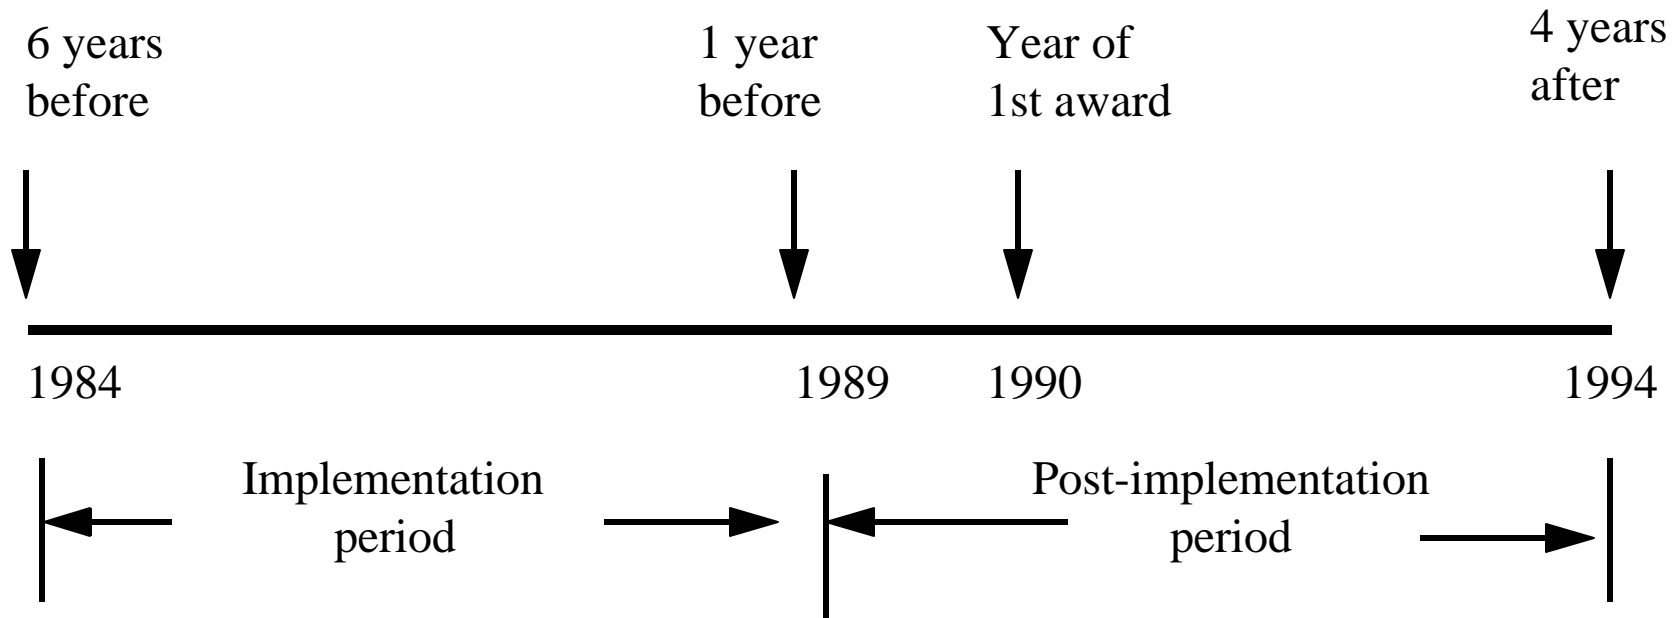 6 years
before
1 year
before
Year of
1st award
4 years
after
1984
1989
1990
1994
Implementation
period
Post-implementation
period